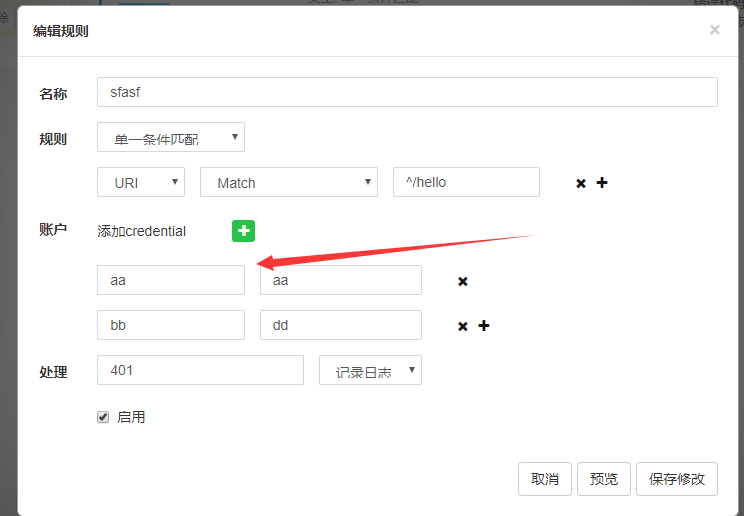 编辑规则 ×
名称 sfasf
规则 单一条件匹配
URI Match ^/hello
账户 添加credential
aa aa
bb dd
处理 401 记录日志
启用
取消 预览 保存修改